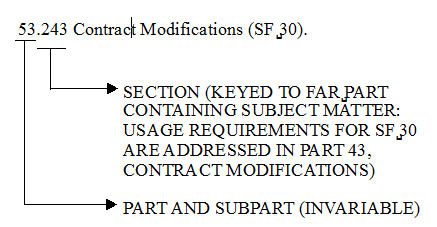 53.243 Contract Modifications (SF 30).
SECTION (KEYED TO FAR PART
CONTAINING SUBJECT MATTER:
USAGE REQUIREMENTS FOR SF 30
ARE ADDRESSED IN PART 43,
CONTRACT MODIFICATIONS)
PART AND SUBPART (INVARIABLE)